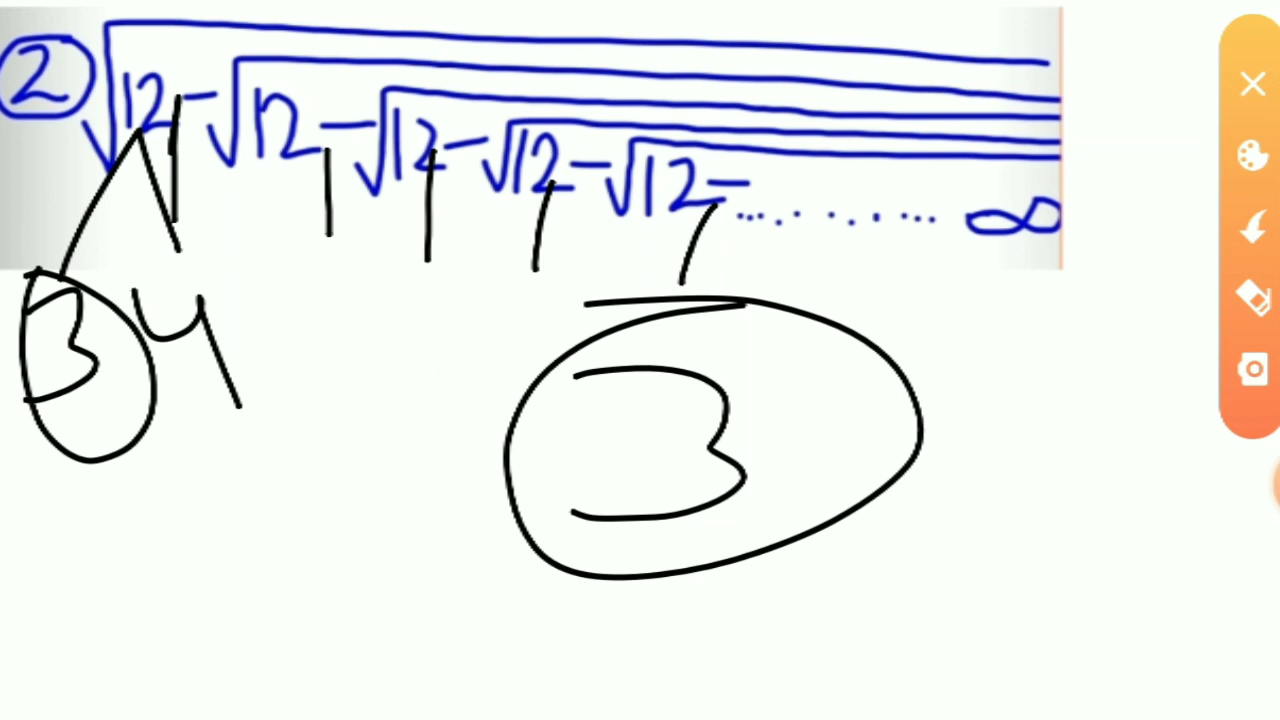 ② √12-√12-√12-√12-√12- ........ ∞
3 4
3